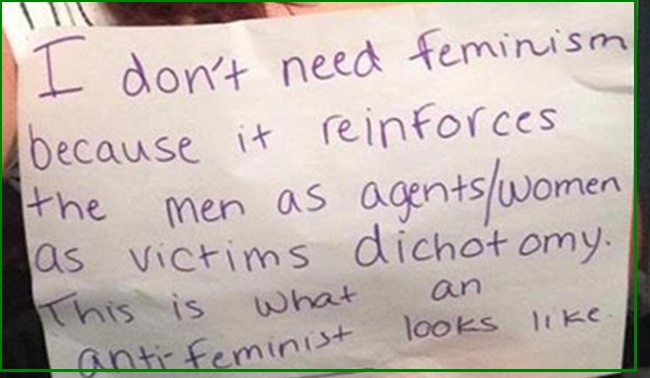 I don't need feminism
because it reinforces
the men as agents/women
as victims dichotomy.
This is what an
anti-feminist looks like.